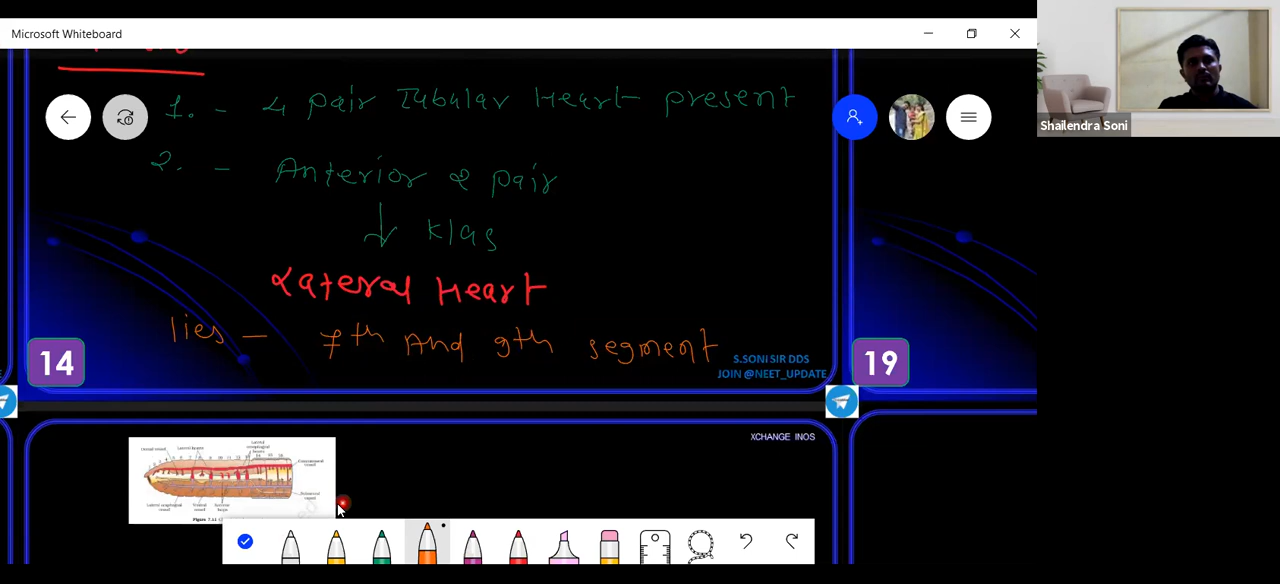 Microsoft Whiteboard
1. - 4 pair Tubular Heart present
2. - Anterior 2 pair
↓ klas
Lateral Heart
lies - 7th And 9th segment
14
S.SONI SIR DDS
JOIN @NEET_UPDATE
19
Shailendra Soni
XCHANGE INOS